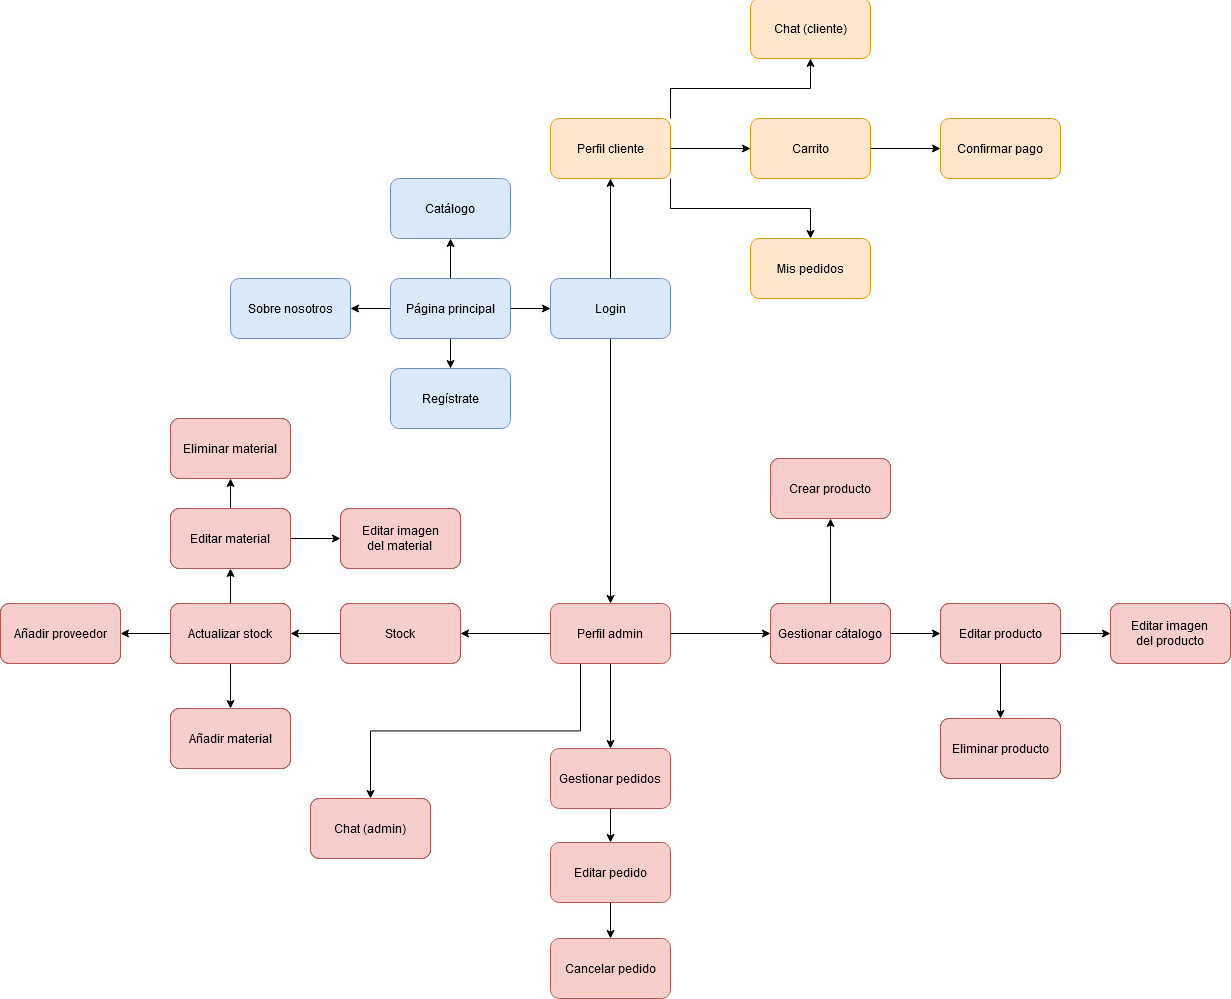 Chat (cliente)
Perfil cliente
Carrito
Confirmar pago
Catálogo
Mis pedidos
Sobre nosotros
Página principal
Login
Regístrate
Eliminar material
Crear producto
Editar material
Editar imagen
del material
Añadir proveedor
Actualizar stock
Stock
Perfil admin
Gestionar cátalogo
Editar producto
Editar imagen
del producto
Añadir material
Eliminar producto
Gestionar pedidos
Chat (admin)
Editar pedido
Cancelar pedido